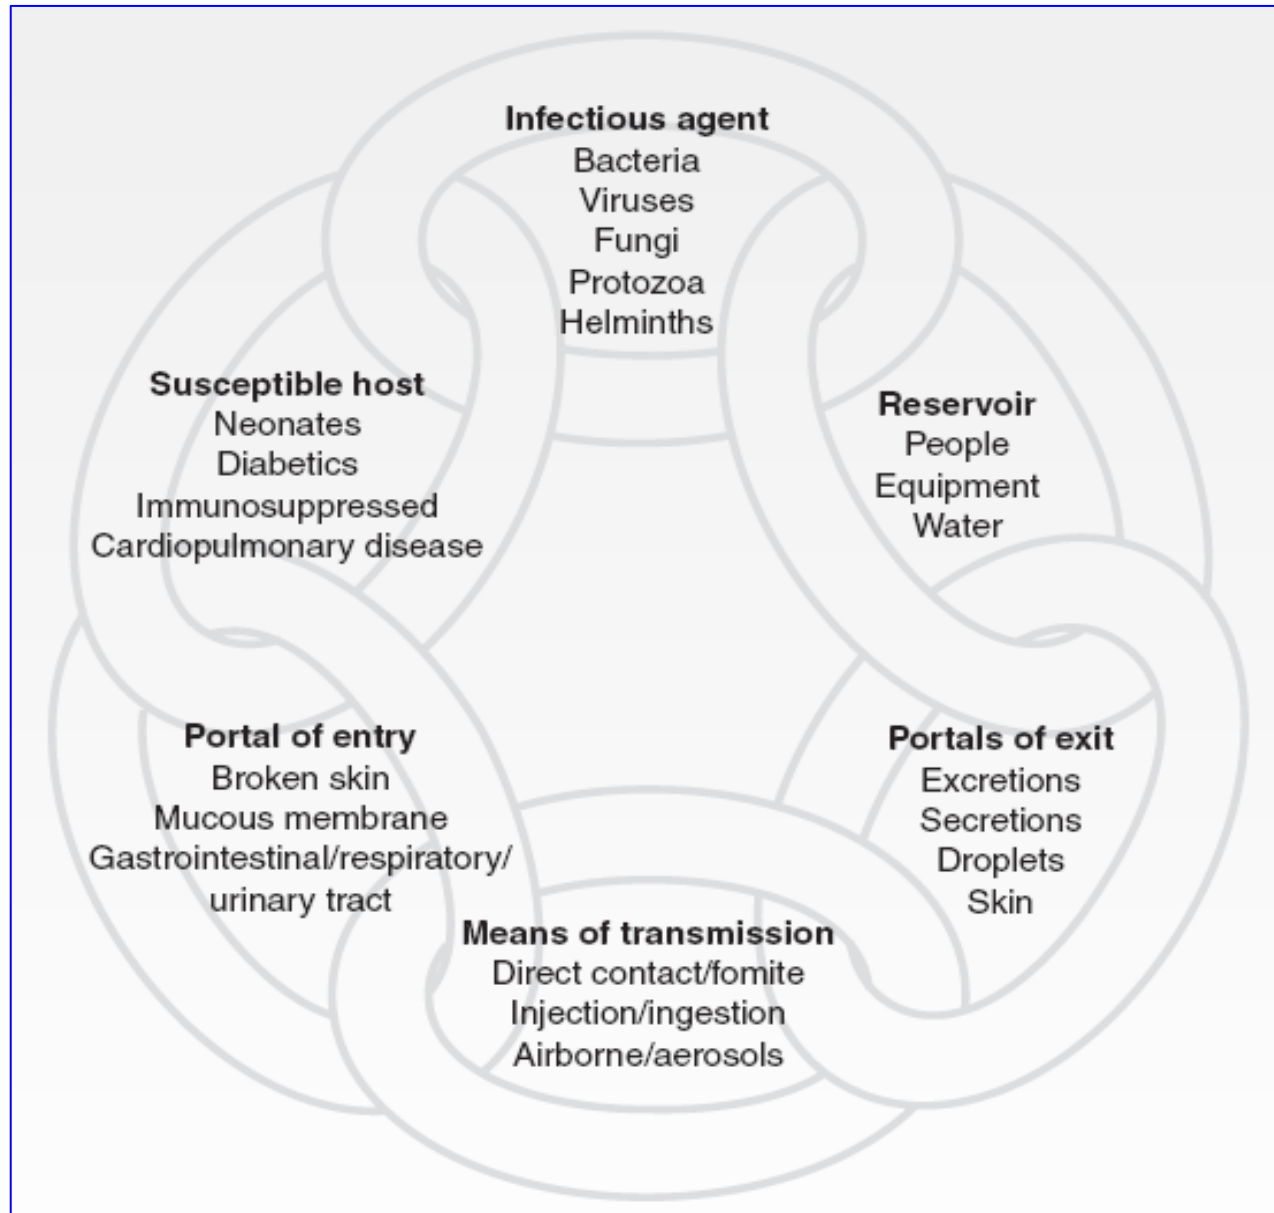 Infectious agent
Bacteria
Viruses
Fungi
Protozoa
Helminths
Susceptible host
Neonates
Diabetics
Immunosuppressed
Cardiopulmonary disease
Reservoir
People
Equipment
Water
Portal of entry
Broken skin
Mucous membrane
Gastrointestinal/respiratory/
urinary tract
Portals of exit
Excretions
Secretions
Droplets
Skin
Means of transmission
Direct contact/fomite
Injection/ingestion
Airborne/aerosols